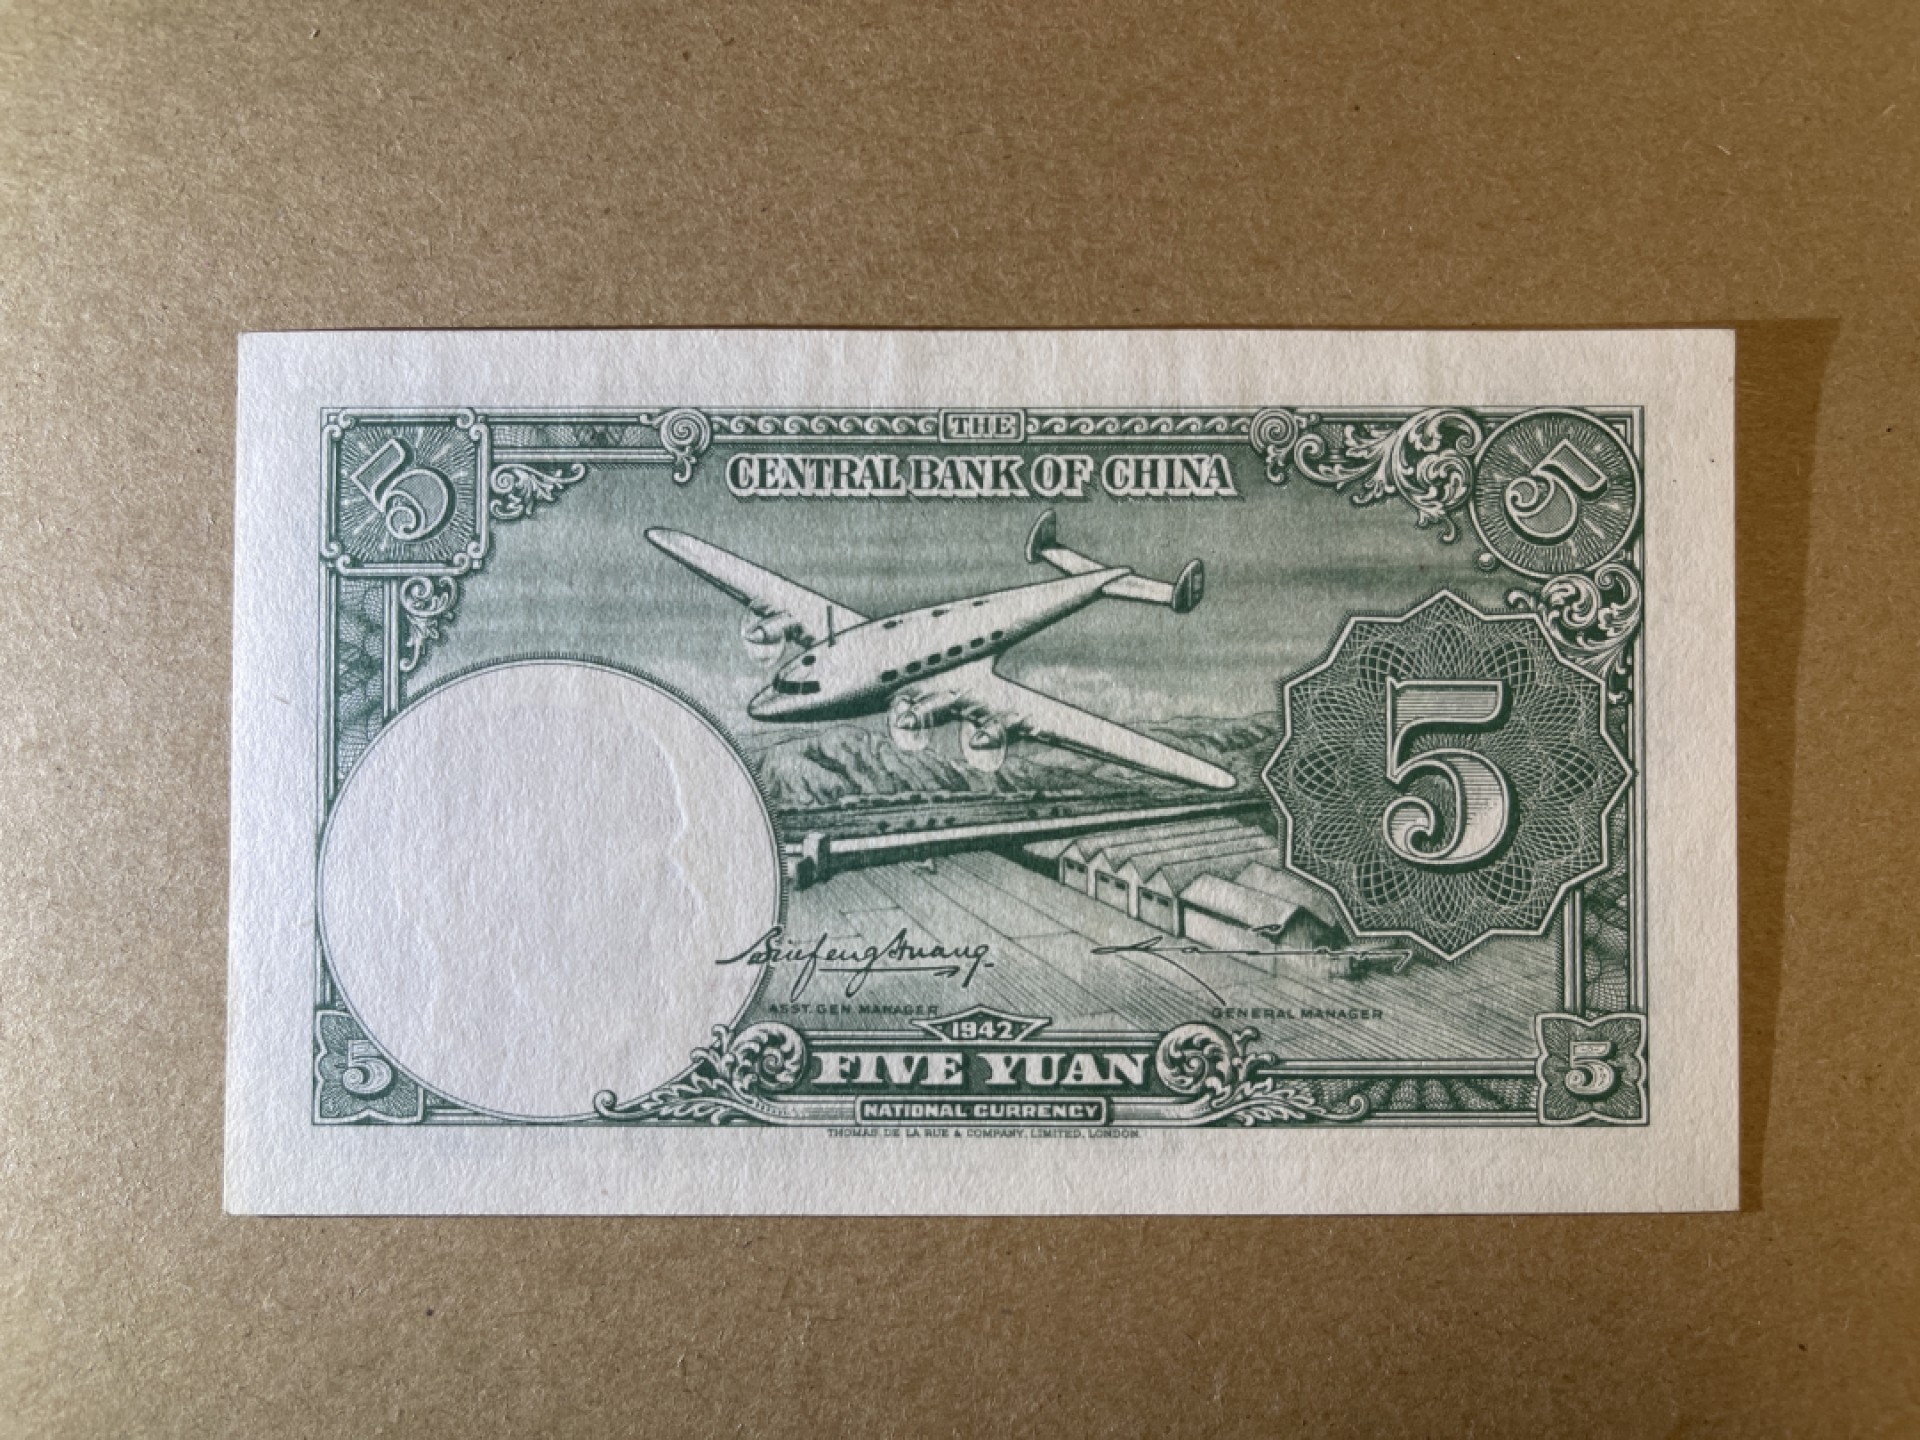 5
THE
5
CENTRAL BANK OF CHINA
5
ASST. GEN MANAGER
GENERAL MANAGER
1942
5
FIVE YUAN
5
NATIONAL CURRENCY
THOMAS DE LA RUE & COMPANY, LIMITED, LONDON.